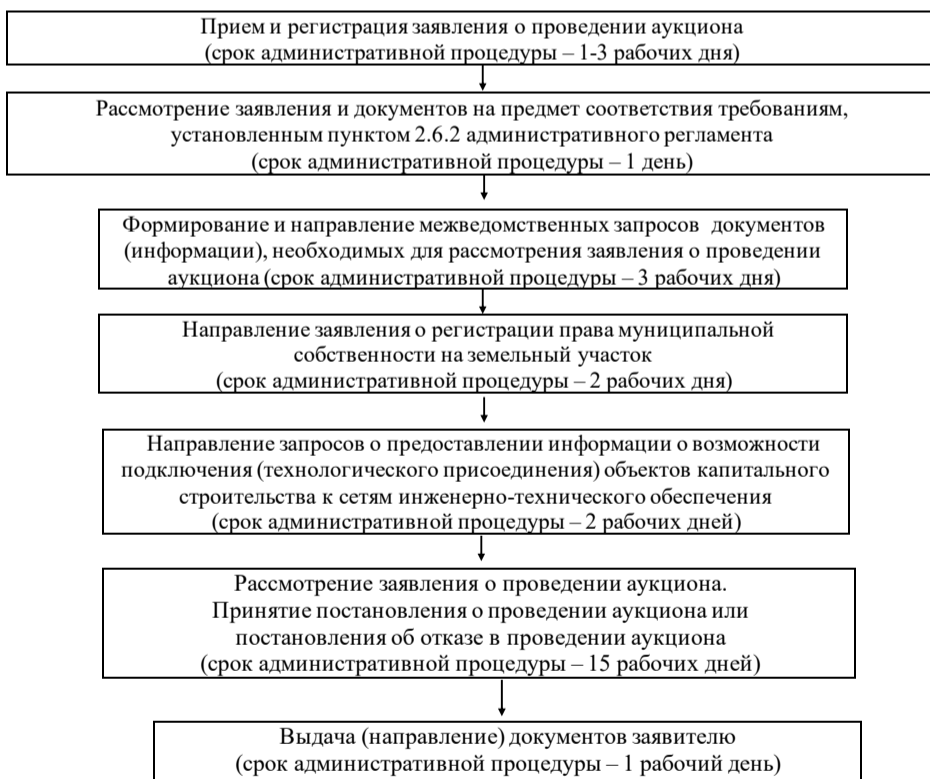 Прием и регистрация заявления о проведении аукциона
(срок административной процедуры – 1-3 рабочих дня)
Рассмотрение заявления и документов на предмет соответствия требованиям,
установленным пунктом 2.6.2 административного регламента
(срок административной процедуры – 1 день)
Формирование и направление межведомственных запросов документов
(информации), необходимых для рассмотрения заявления о проведении
аукциона (срок административной процедуры – 3 рабочих дня)
Направление заявления о регистрации права муниципальной
собственности на земельный участок
(срок административной процедуры – 2 рабочих дня)
Направление запросов о предоставлении информации о возможности
подключения (технологического присоединения) объектов капитального
строительства к сетям инженерно-технического обеспечения
(срок административной процедуры – 2 рабочих дней)
Рассмотрение заявления о проведении аукциона.
Принятие постановления о проведении аукциона или
постановления об отказе в проведении аукциона
(срок административной процедуры – 15 рабочих дней)
Выдача (направление) документов заявителю
(срок административной процедуры – 1 рабочий день)